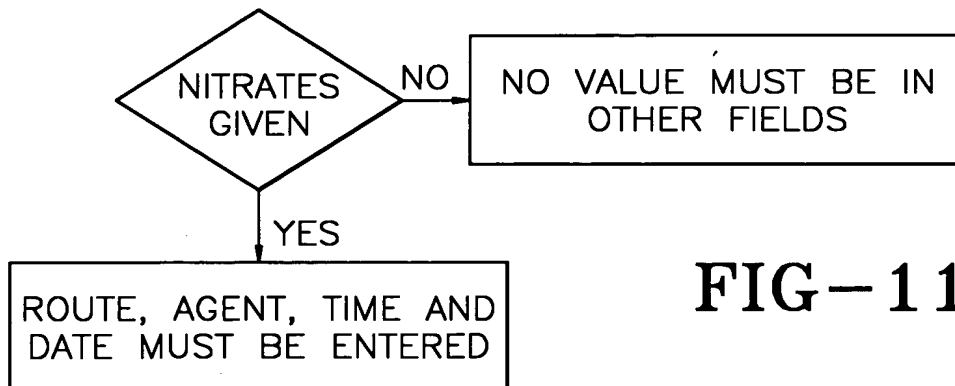 NITRATES
GIVEN
NO
NO VALUE MUST BE IN
OTHER FIELDS
YES
ROUTE, AGENT, TIME AND
DATE MUST BE ENTERED
FIG-11